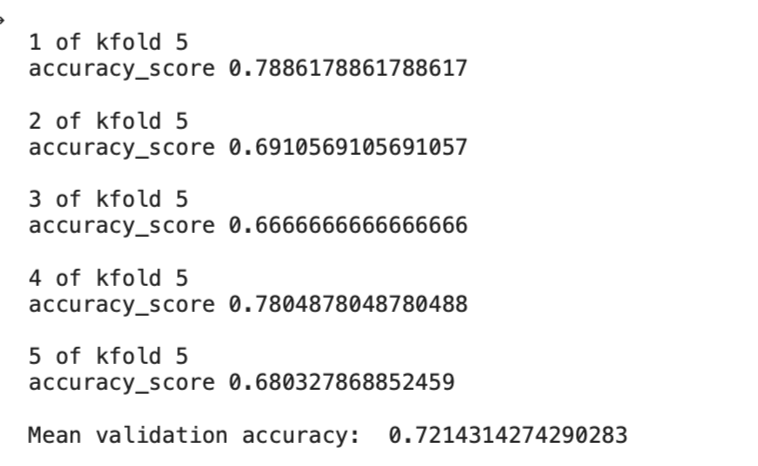 1 of kfold 5
accuracy_score 0.7886178861788617
2 of kfold 5
accuracy_score 0.6910569105691057
3 of kfold 5
accuracy_score 0.6666666666666666
4 of kfold 5
accuracy_score 0.7804878048780488
5 of kfold 5
accuracy_score 0.680327868852459
Mean validation accuracy:  0.7214314274290283